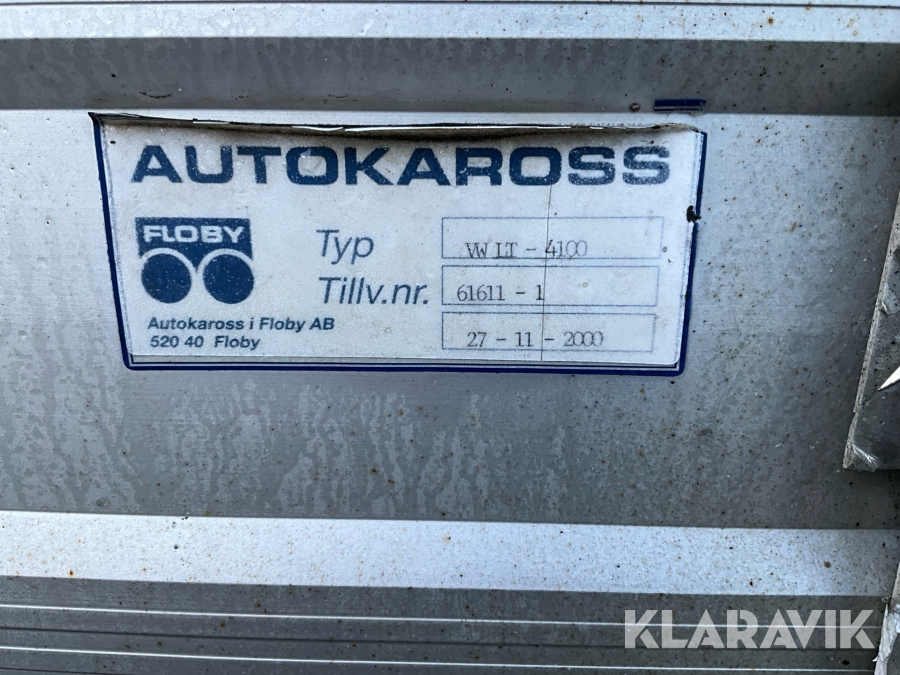 AUTOKAROSS
FLOBY
Typ VW LT - 4100
Tillv.nr. 61611 - 1
27 - 11 - 2000
Autokaross i Floby AB
520 40 Floby
KLARAVIK